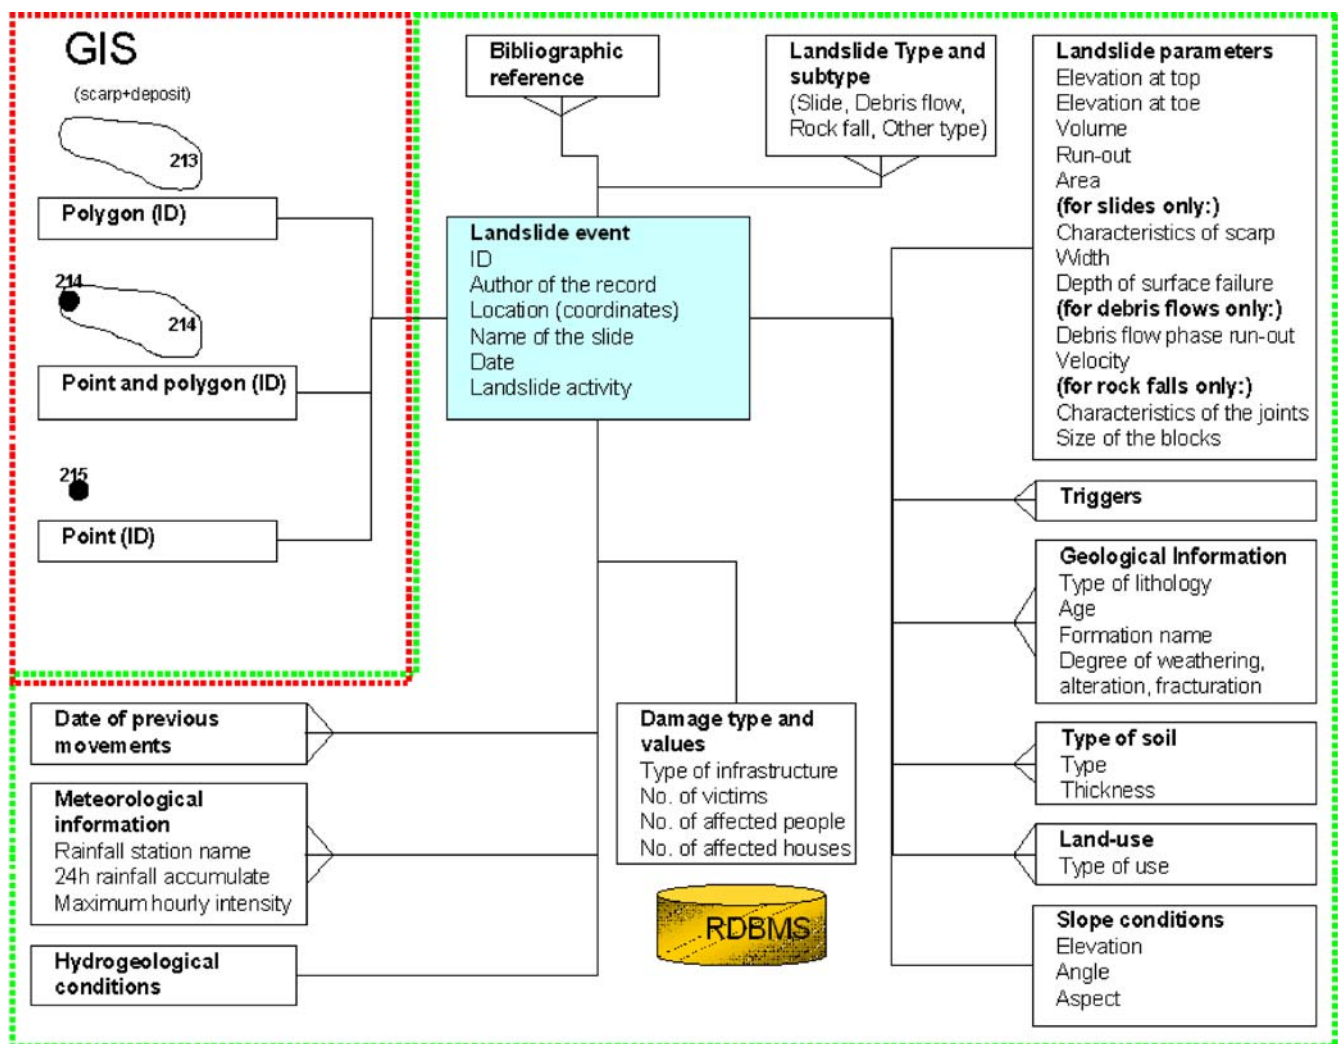 GIS
(scarp+deposit)
213
Polygon (ID)
214
214
Point and polygon (ID)
215
Point (ID)
Bibliographic
reference
Landslide Type and
subtype
(Slide, Debris flow,
Rock fall, Other type)
Landslide event
ID
Author of the record
Location (coordinates)
Name of the slide
Date
Landslide activity
Landslide parameters
Elevation at top
Elevation at toe
Volume
Run-out
Area
(for slides only:)
Characteristics of scarp
Width
Depth of surface failure
(for debris flows only:)
Debris flow phase run-out
Velocity
(for rock falls only:)
Characteristics of the joints
Size of the blocks
Triggers
Geological Information
Type of lithology
Age
Formation name
Degree of weathering,
alteration, fracturation
Type of soil
Type
Thickness
Land-use
Type of use
Slope conditions
Elevation
Angle
Aspect
Date of previous
movements
Meteorological
information
Rainfall station name
24h rainfall accumulate
Maximum hourly intensity
Hydrogeological
conditions
Damage type and
values
Type of infrastructure
No. of victims
No. of affected people
No. of affected houses
RDBMS